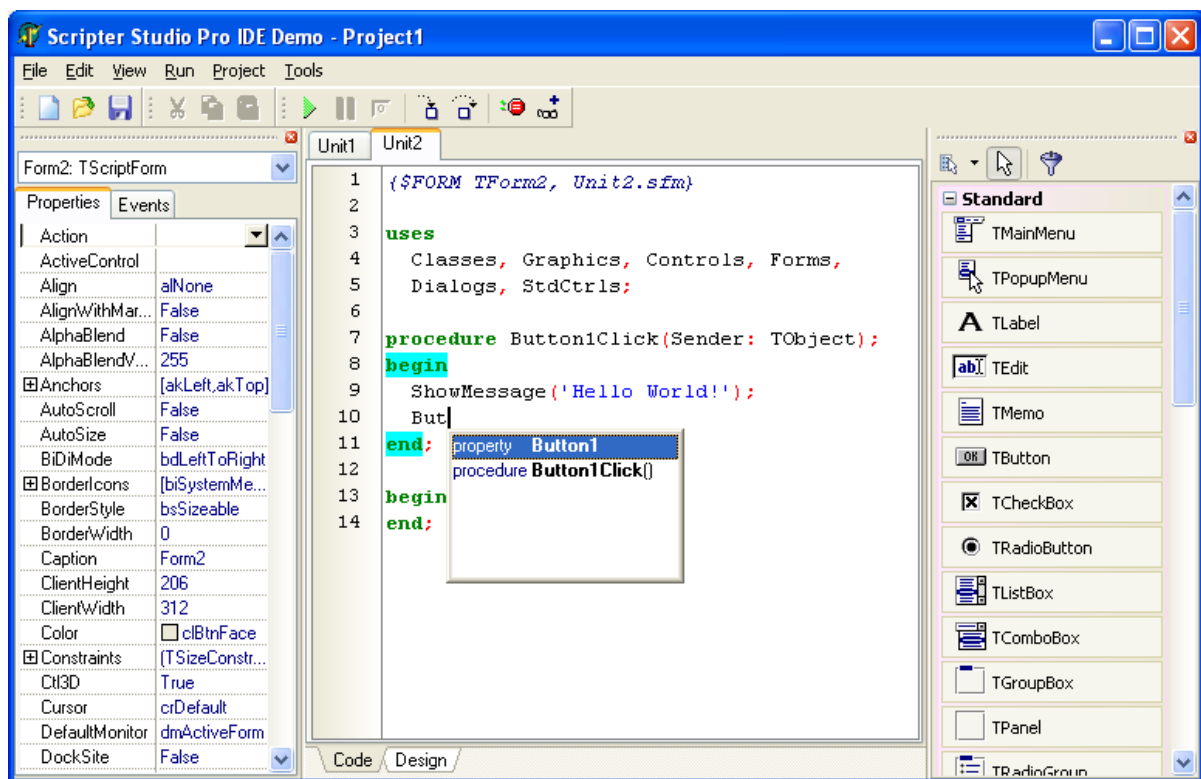 Scripter Studio Pro IDE Demo - Project1
File Edit View Run Project Tools
Form2: TScriptForm
Properties Events
Action
ActiveControl
Align alNone
AlignWithMar... False
AlphaBlend False
AlphaBlendV... 255
Anchors [akLeft,akTop]
AutoScroll False
AutoSize False
BiDiMode bdLeftToRight
BorderIcons [biSystemMe...
BorderStyle bsSizeable
BorderWidth 0
Caption Form2
ClientHeight 206
ClientWidth 312
Color clBtnFace
Constraints (TSizeConstr...
Ctl3D True
Cursor crDefault
DefaultMonitor dmActiveForm
DockSite False
Unit1 Unit2
1 {$FORM TForm2, Unit2.sfm}
2
3 uses
4 Classes, Graphics, Controls, Forms,
5 Dialogs, StdCtrls;
6
7 procedure Button1Click(Sender: TObject);
8 begin
9 ShowMessage('Hello World!');
10 But
11 end;
12
13 begin
14 end;
property Button1
procedure Button1Click()
Code Design
Standard
TMainMenu
TPopupMenu
A TLabel
ab TEdit
TMemo
OK TButton
TCheckBox
TRadioButton
TListBox
TComboBox
TGroupBox
TPanel
TRadioGroup